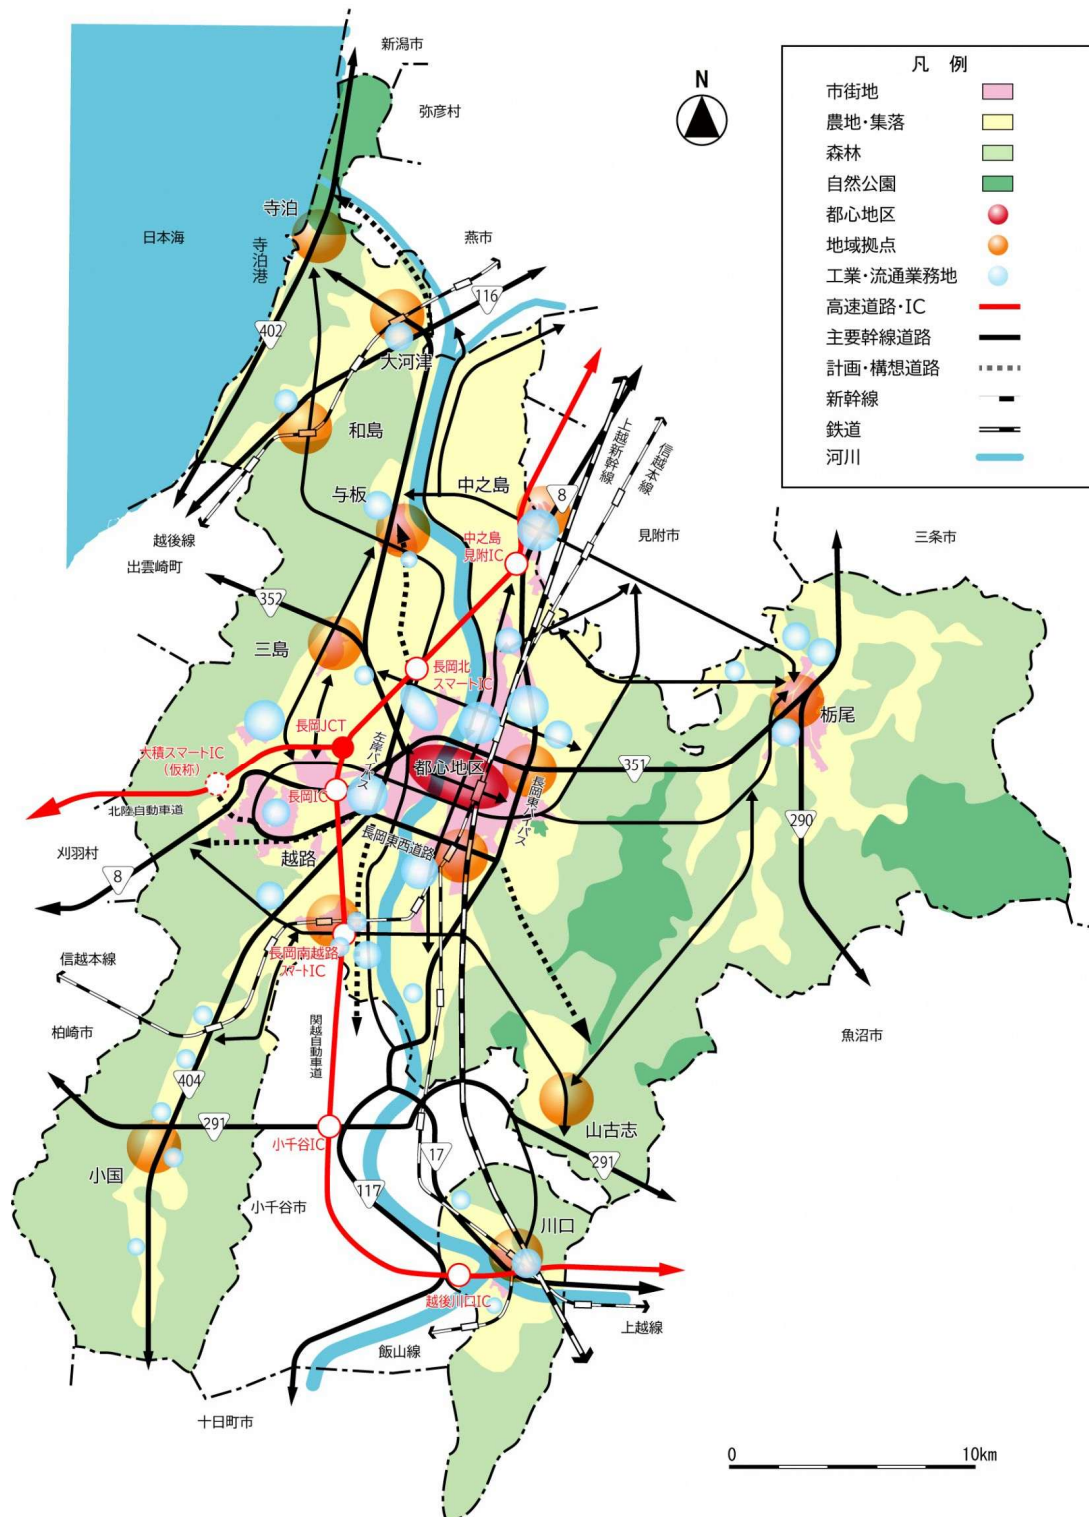 新潟市
弥彦村
N
凡 例
市街地
農地・集落
森林
自然公園
都心地区
地域拠点
工業・流通業務地
高速道路・IC
主要幹線道路
計画・構想道路
新幹線
鉄道
河川
寺泊
日本海
寺泊港
燕市
116
402
大河津
和島
上越新幹線
信越本線
与板
中之島
8
越後線
出雲崎町
中之島
見附IC
見附市
三条市
352
三島
長岡北
スマートIC
栃尾
長岡JCT
大積スマートIC
(仮称)
左岸バイパス
都心地区
351
長岡IC
長岡東バイパス
北陸自動車道
290
刈羽村
長岡東西道路
越路
8
長岡南越路
スマートIC
信越本線
柏崎市
関越自動車道
魚沼市
404
291
小千谷IC
山古志
小国
17
291
117
小千谷市
川口
越後川口IC
上越線
飯山線
十日町市
0
10km